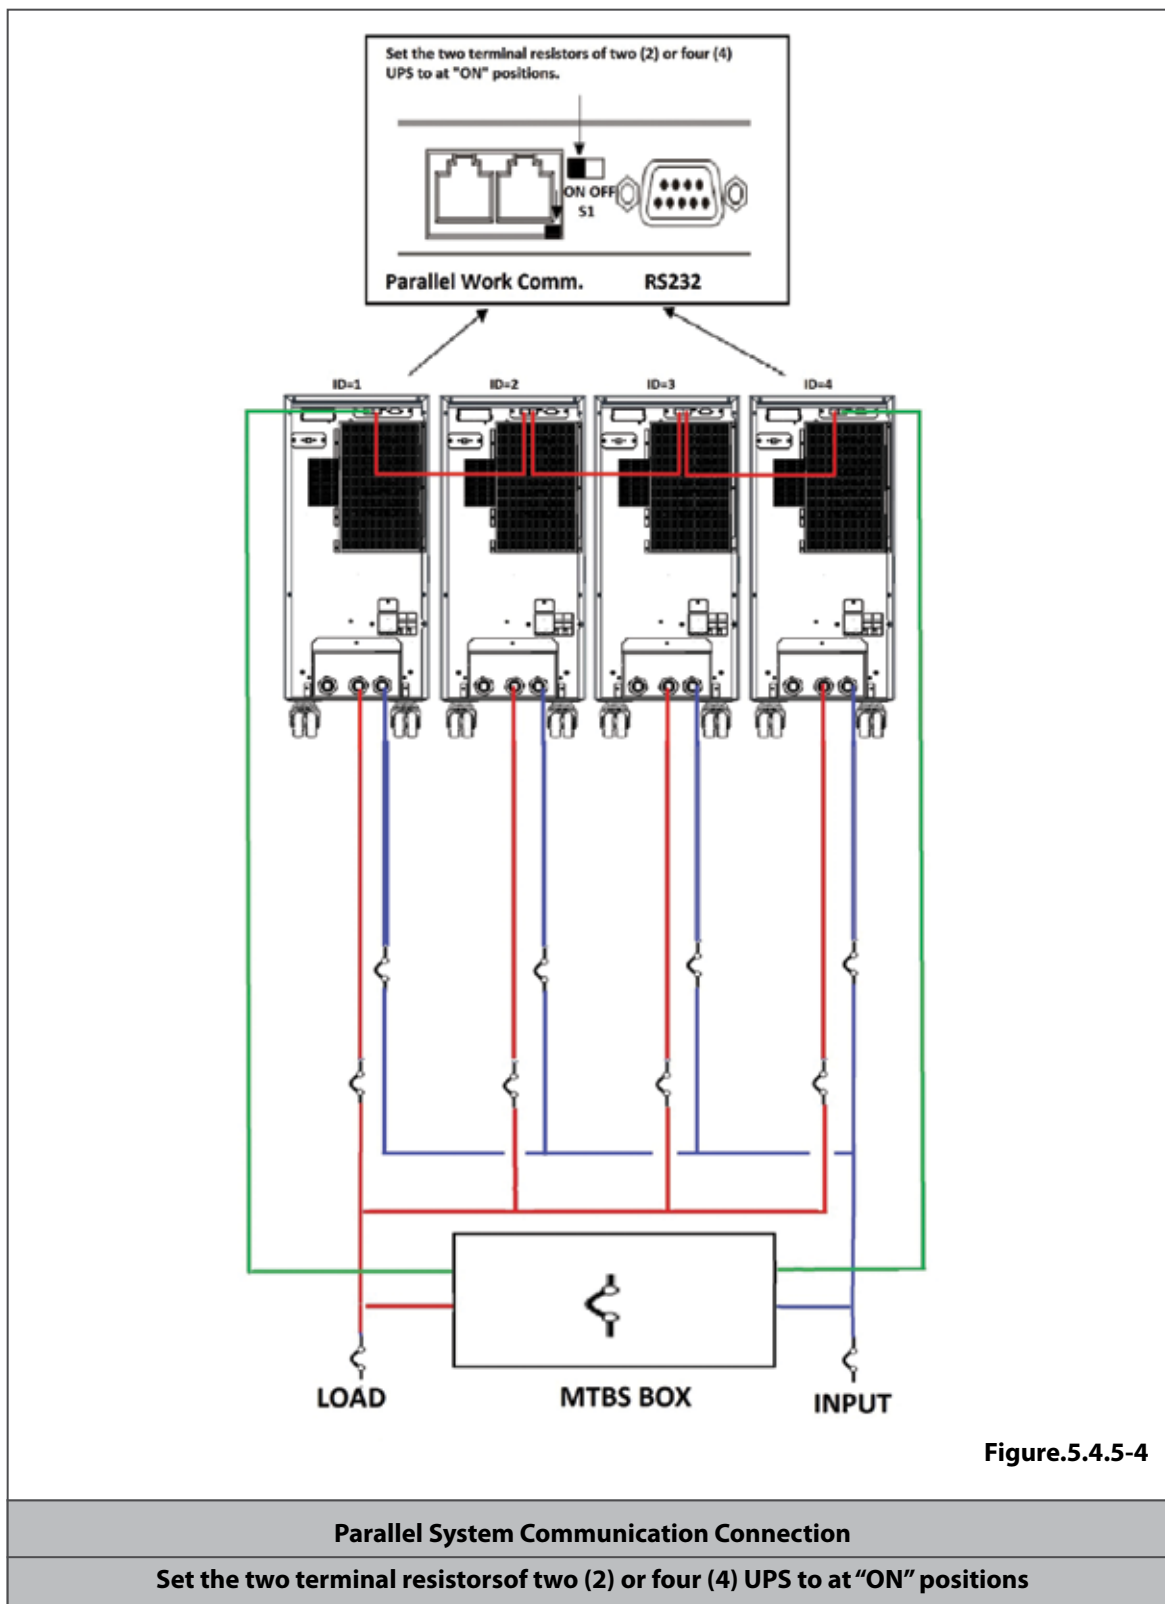 Set the two terminal resistors of two (2) or four (4)
UPS to at "ON" positions.
ON OFF
S1
Parallel Work Comm.
RS232
ID=1
ID=2
ID=3
ID=4
LOAD
MTBS BOX
INPUT
Figure.5.4.5-4
Parallel System Communication Connection
Set the two terminal resistorsof two (2) or four (4) UPS to at “ON” positions